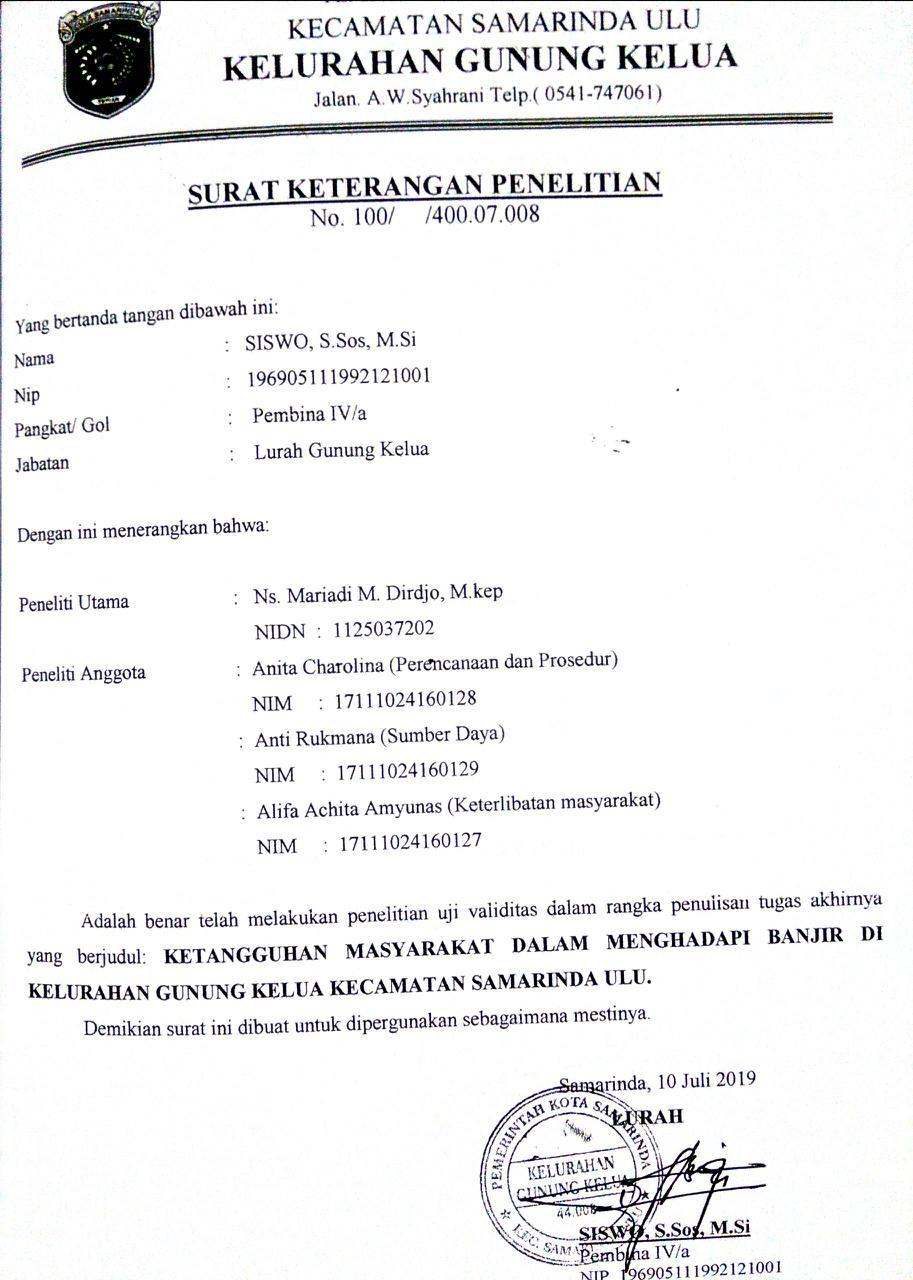 KOTA SAMARINDA
KECAMATAN SAMARINDA ULU
KELURAHAN GUNUNG KELUA
Jalan. A.W.Syahrani Telp.( 0541-747061)
SURAT KETERANGAN PENELITIAN
No. 100/ /400.07.008
Yang bertanda tangan dibawah ini:
Nama : SISWO, S.Sos, M.Si
Nip : 196905111992121001
Pangkat/ Gol : Pembina IV/a
Jabatan : Lurah Gunung Kelua
Dengan ini menerangkan bahwa:
Peneliti Utama : Ns. Mariadi M. Dirdjo, M.kep
NIDN : 1125037202
Peneliti Anggota : Anita Charolina (Perencanaan dan Prosedur)
NIM : 17111024160128
: Anti Rukmana (Sumber Daya)
NIM : 17111024160129
: Alifa Achita Amyunas (Keterlibatan masyarakat)
NIM : 17111024160127
Adalah benar telah melakukan penelitian uji validitas dalam rangka penulisan tugas akhirnya
yang berjudul: KETANGGUHAN MASYARAKAT DALAM MENGHADAPI BANJIR DI
KELURAHAN GUNUNG KELUA KECAMATAN SAMARINDA ULU.
Demikian surat ini dibuat untuk dipergunakan sebagaimana mestinya.
Samarinda, 10 Juli 2019
LURAH
PEMERINTAH KOTA SAMARINDA
KELURAHAN
GUNUNG KELUA
KEC. SAMARINDA ULU
SISWO, S.Sos, M.Si
Pembina IV/a
NIP 196905111992121001